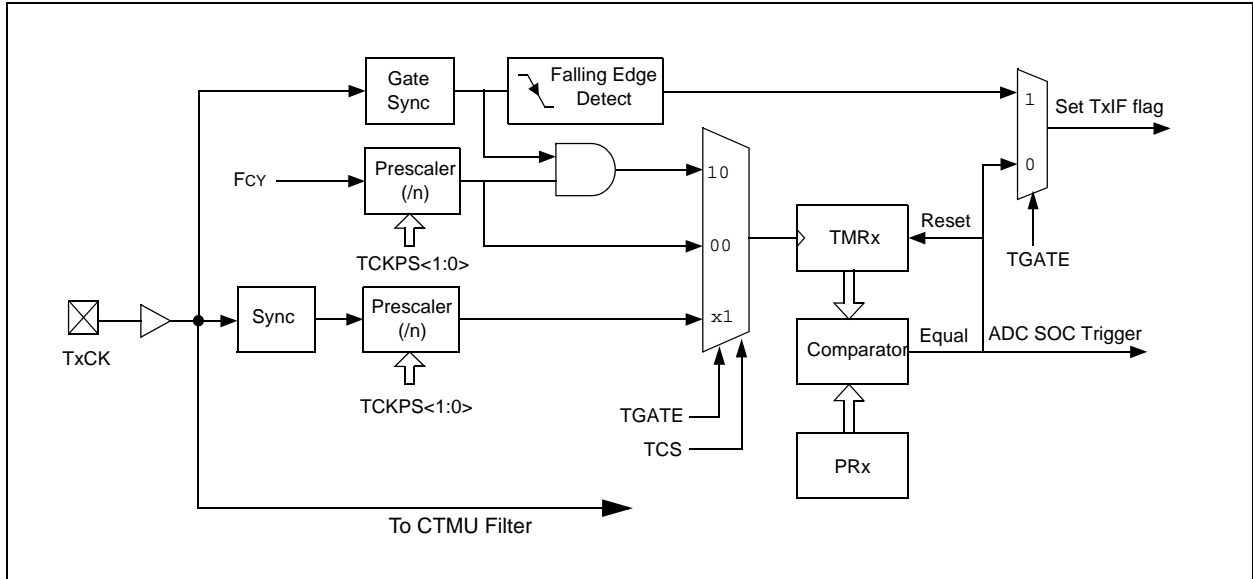 Gate
Sync
Falling Edge
Detect
1
Set TxIF flag
0
TGATE
FCY
Prescaler
(/n)
TCKPS<1:0>
10
00
x1
TMRx
Reset
TxCK
Sync
Prescaler
(/n)
TCKPS<1:0>
Comparator
Equal
ADC SOC Trigger
TGATE
TCS
PRx
To CTMU Filter